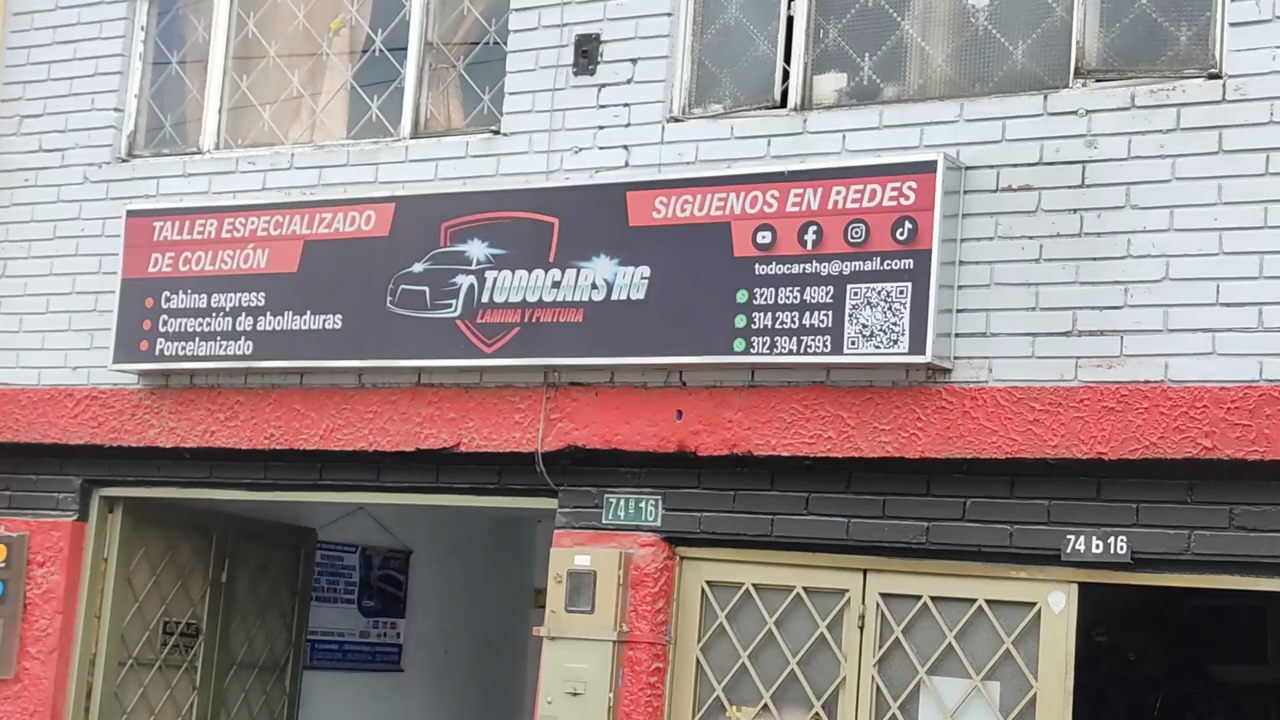 TALLER ESPECIALIZADO
DE COLISIÓN
Cabina express
Corrección de abolladuras
Porcelanizado
TODOCARS HG
LAMINA Y PINTURA
SIGUENOS EN REDES
todocarshg@gmail.com
320 855 4982
314 293 4451
312 394 7593
74 B 16
74 b 16